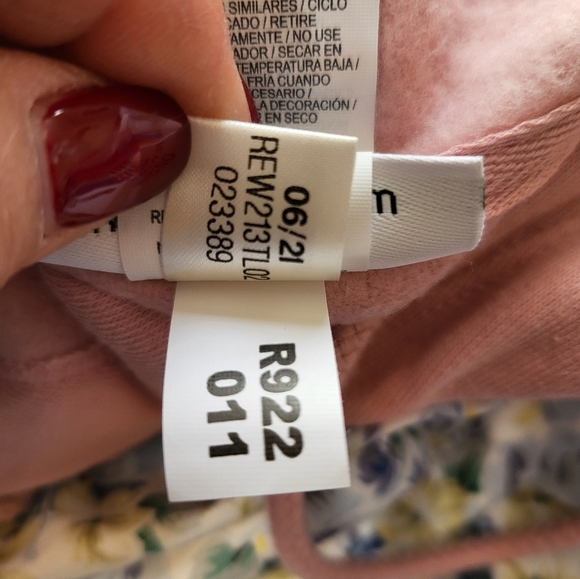 SIMILARES / CICLO
CADO / RETIRE
AMENTE / NO USE
ADOR / SECAR EN
TEMPERATURA BAJA /
FRÍA CUANDO
CESARIO /
LA DECORACIÓN /
EN SECO
06/21
REW213TL02
023389
R922
011